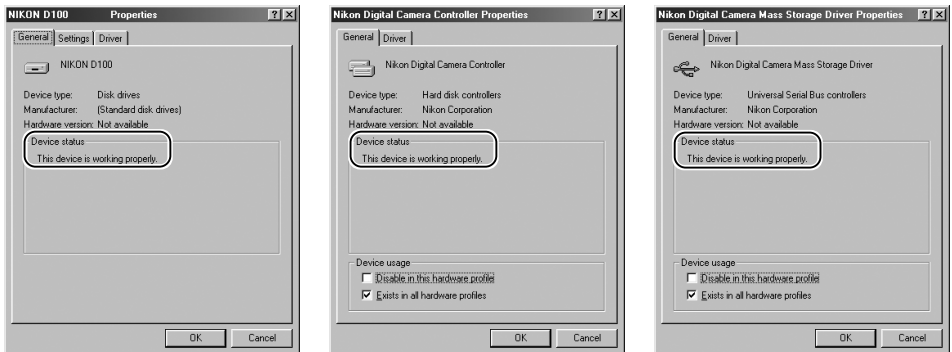 NIKON D100 Properties
General Settings Driver
NIKON D100
Device type: Disk drives
Manufacturer: (Standard disk drives)
Hardware version: Not available
Device status
This device is working properly.
OK Cancel
Nikon Digital Camera Controller Properties
General Driver
Nikon Digital Camera Controller
Device type: Hard disk controllers
Manufacturer: Nikon Corporation
Hardware version: Not available
Device status
This device is working properly.
Device usage
Disable in this hardware profile
Exists in all hardware profiles
OK Cancel
Nikon Digital Camera Mass Storage Driver Properties
General Driver
Nikon Digital Camera Mass Storage Driver
Device type: Universal Serial Bus controllers
Manufacturer: Nikon Corporation
Hardware version: Not available
Device status
This device is working properly.
Device usage
Disable in this hardware profile
Exists in all hardware profiles
OK Cancel